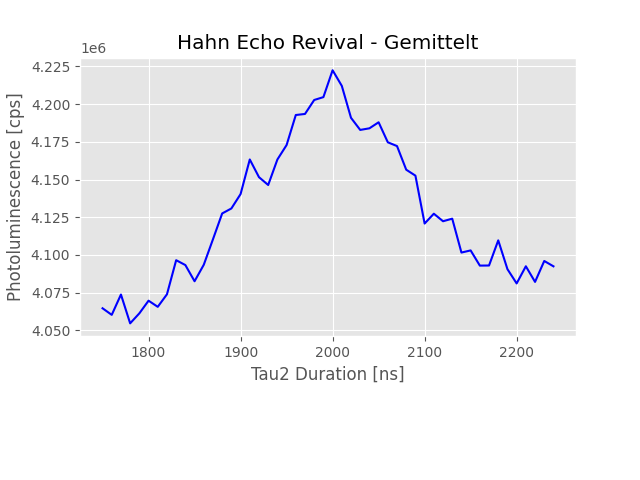 Hahn Echo Revival - Gemittelt
1e6
4.225
4.200
4.175
4.150
4.125
4.100
4.075
4.050
Photoluminescence [cps]
1800 1900 2000 2100 2200
Tau2 Duration [ns]